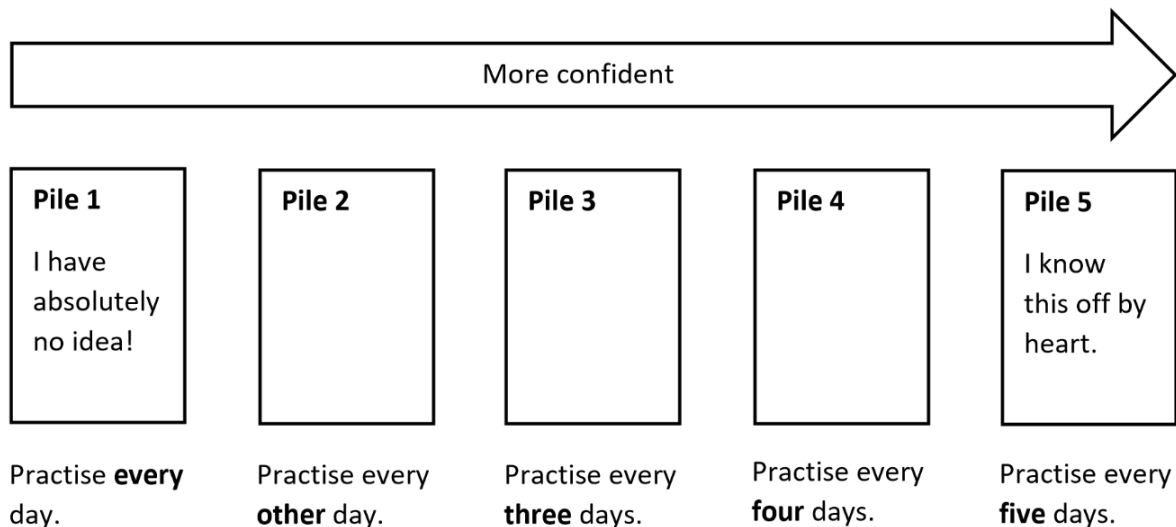 More confident
Pile 1
I have
absolutely
no idea!
Pile 2
Pile 3
Pile 4
Pile 5
I know
this off by
heart.
Practise every
day.
Practise every
other day.
Practise every
three days.
Practise every
four days.
Practise every
five days.